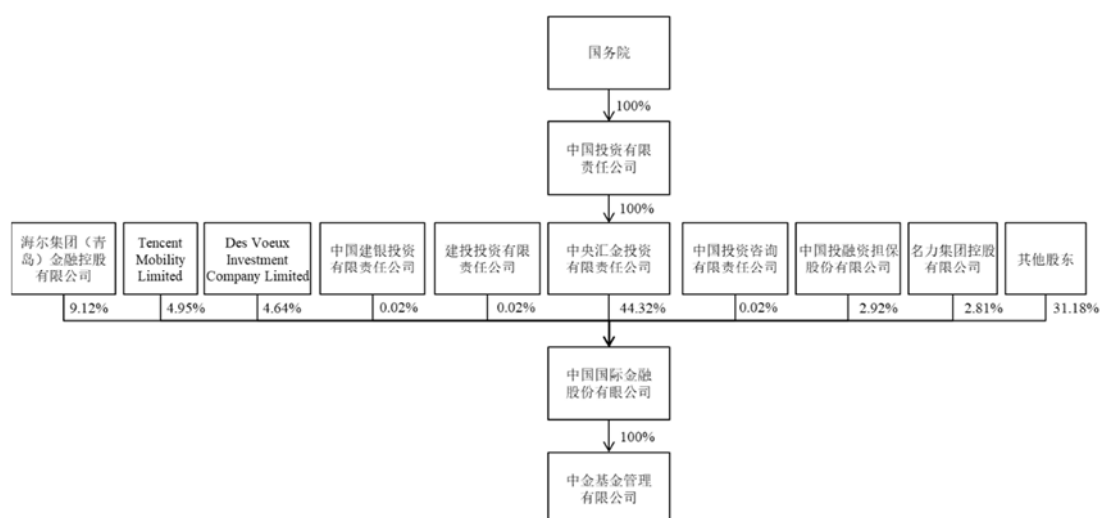 国务院
100%
中国投资有限
责任公司
100%
海尔集团（青
岛）金融控股
有限公司
Tencent
Mobility
Limited
Des Voeux
Investment
Company Limited
中国建银投资
有限责任公司
建投投资有限
责任公司
中央汇金投资
有限责任公司
中国投资咨询
有限责任公司
中国投融资担保
股份有限公司
名力集团控股
有限公司
其他股东
9.12%
4.95%
4.64%
0.02%
0.02%
44.32%
0.02%
2.92%
2.81%
31.18%
中国国际金融
股份有限公司
100%
中金基金管理
有限公司